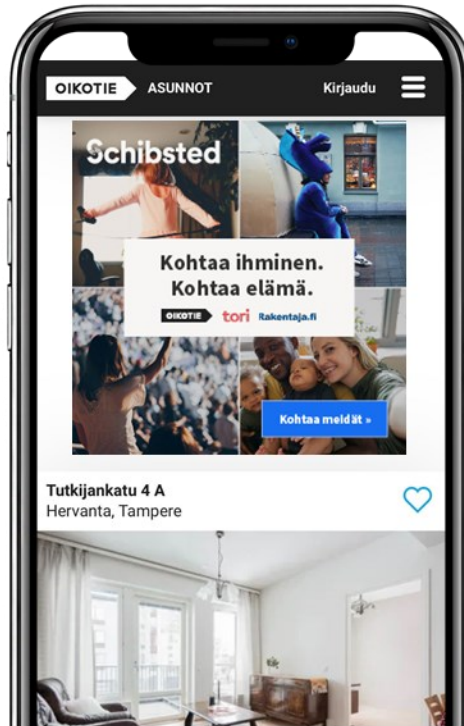 OIKOTIE ASUNNOT Kirjaudu
Schibsted
Kohtaa ihminen.
Kohtaa elämä.
OIKOTIE tori Rakentaja.fi
Kohtaa meidät »
Tutkijankatu 4 A
Hervanta, Tampere